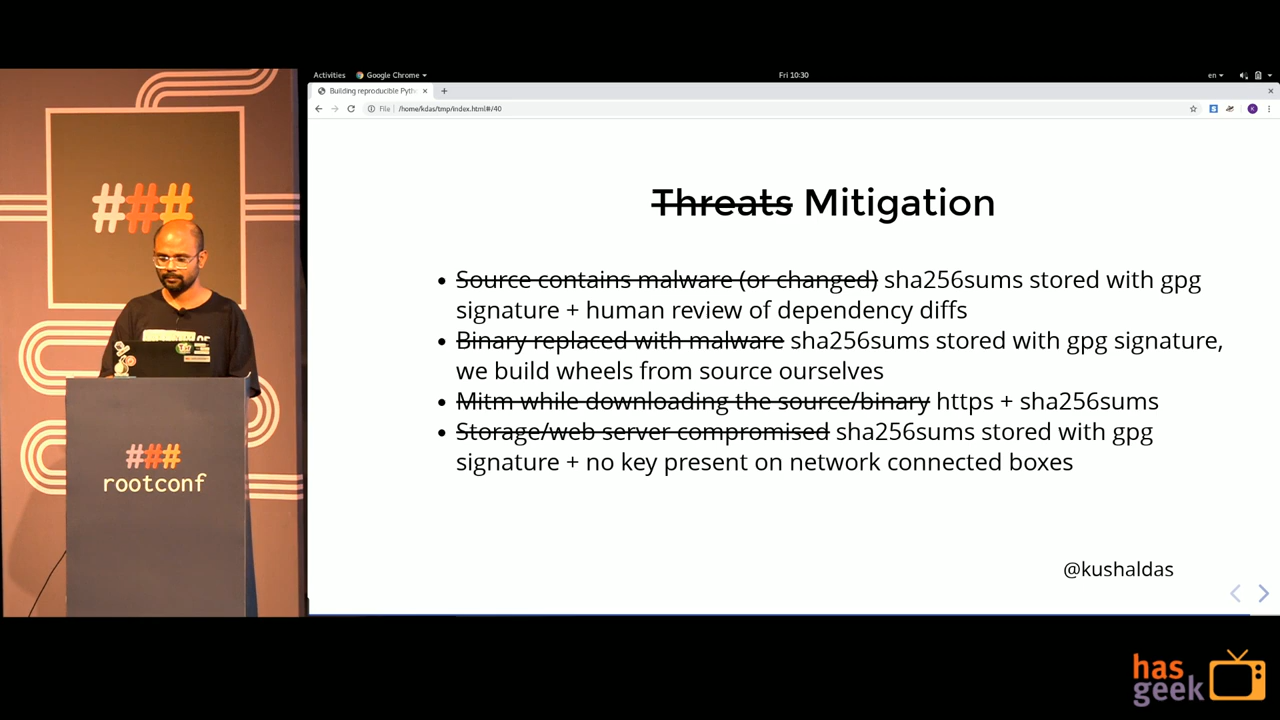 Activities Google Chrome Fri 10:30 en
Building reproducible Pyth
File /home/kdas/tmp/index.html#/40
###
Threats Mitigation
Source contains malware (or changed) sha256sums stored with gpg
signature + human review of dependency diffs
Binary replaced with malware sha256sums stored with gpg signature,
we build wheels from source ourselves
Mitm while downloading the source/binary https + sha256sums
Storage/web server compromised sha256sums stored with gpg
signature + no key present on network connected boxes
@kushaldas
###
rootconf
has
geek